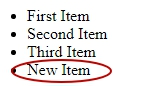 • First Item
• Second Item
• Third Item
• New Item